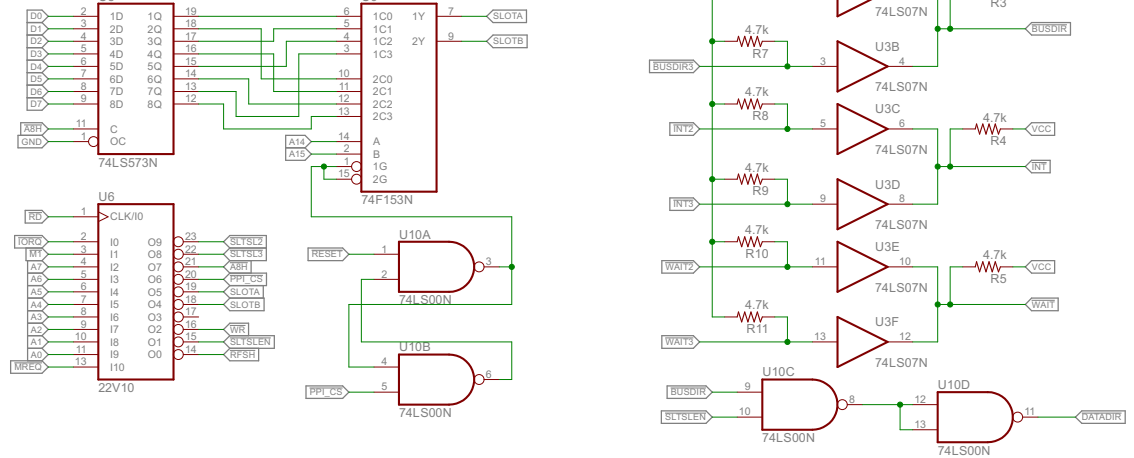 D0 2 1D 1Q 19 6 1C0 1Y 7 SLOTA
D1 3 2D 2Q 18 5 1C1
D2 4 3D 3Q 17 4 1C2 2Y 9 SLOTB
D3 5 4D 4Q 16 3 1C3
D4 6 5D 5Q 15
D5 7 6D 6Q 14 10 2C0
D6 8 7D 7Q 13 11 2C1
D7 9 8D 8Q 12 12 2C2
13 2C3
A8H 11 C
GND 1 OC
74LS573N
A14 14 A
A15 2 B
1 1G
15 2G
74F153N
U6
RD 1 CLK/I0
IORQ 2 I0 O9 23 SLTSL2
M1 3 I1 O8 22 SLTSL3
A7 4 I2 O7 21 A8H
A6 5 I3 O6 20 PPI_CS
A5 6 I4 O5 19 SLOTA
A4 7 I5 O4 18 SLOTB
A3 8 I6 O3 17
A2 9 I7 O2 16 WR
A1 10 I8 O1 15 SLTSLEN
A0 11 I9 O0 14 RFSH
MREQ 13 I10
22V10
U10A
RESET 1
3
2
74LS00N
U10B
4
6
PPI_CS 5
74LS00N
74LS07N
R3
BUSDIR
4.7k
R7
U3B
BUSDIR3 3 4
74LS07N
4.7k
R8
U3C
INT2 5 6
74LS07N
4.7k
R4
VCC
INT
4.7k
R9
U3D
INT3 9 8
74LS07N
4.7k
R10
U3E
WAIT2 11 10
74LS07N
4.7k
R5
VCC
WAIT
4.7k
R11
U3F
WAIT3 13 12
74LS07N
U10C
BUSDIR 9
8
SLTSLEN 10
74LS00N
U10D
12
11 DATADIR
13
74LS00N